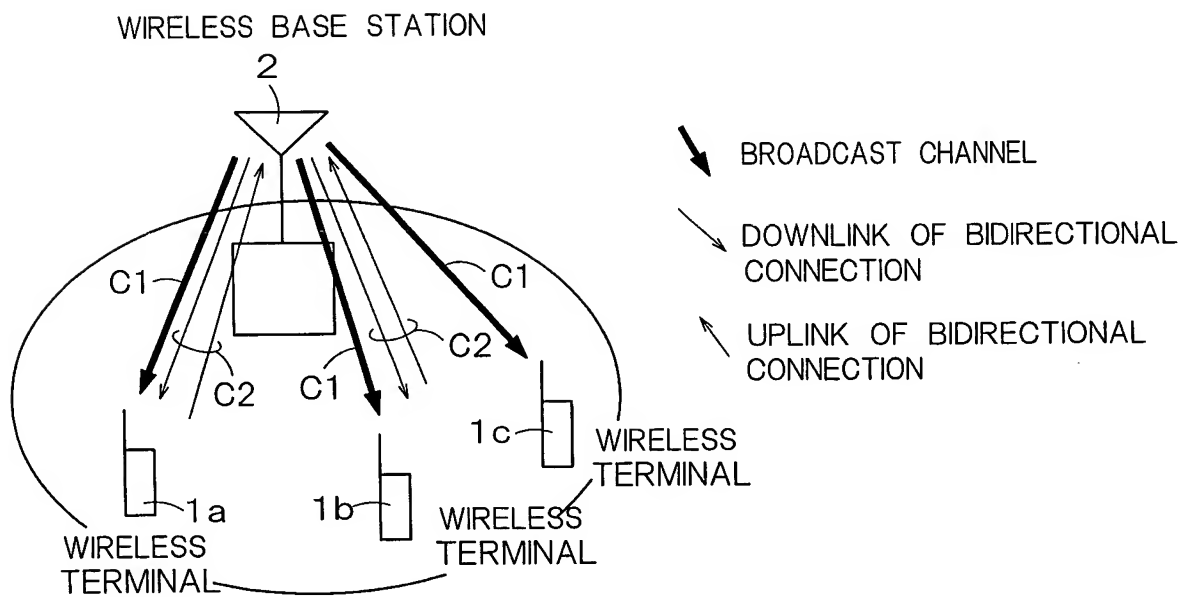 WIRELESS BASE STATION
2
BROADCAST CHANNEL
DOWNLINK OF BIDIRECTIONAL
CONNECTION
UPLINK OF BIDIRECTIONAL
CONNECTION
C1
C1
C2
C1
C2
1a
WIRELESS
TERMINAL
1b
WIRELESS
TERMINAL
1c
WIRELESS
TERMINAL